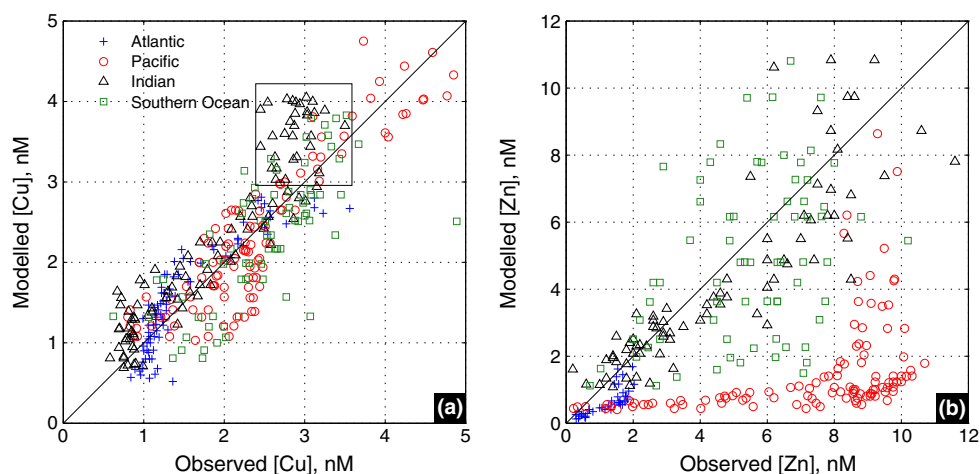 5
4
3
2
1
0
Modelled [Cu], nM
Atlantic
Pacific
Indian
Southern Ocean
(a)
0 1 2 3 4 5
Observed [Cu], nM
12
10
8
6
4
2
0
Modelled [Zn], nM
(b)
0 2 4 6 8 10 12
Observed [Zn], nM